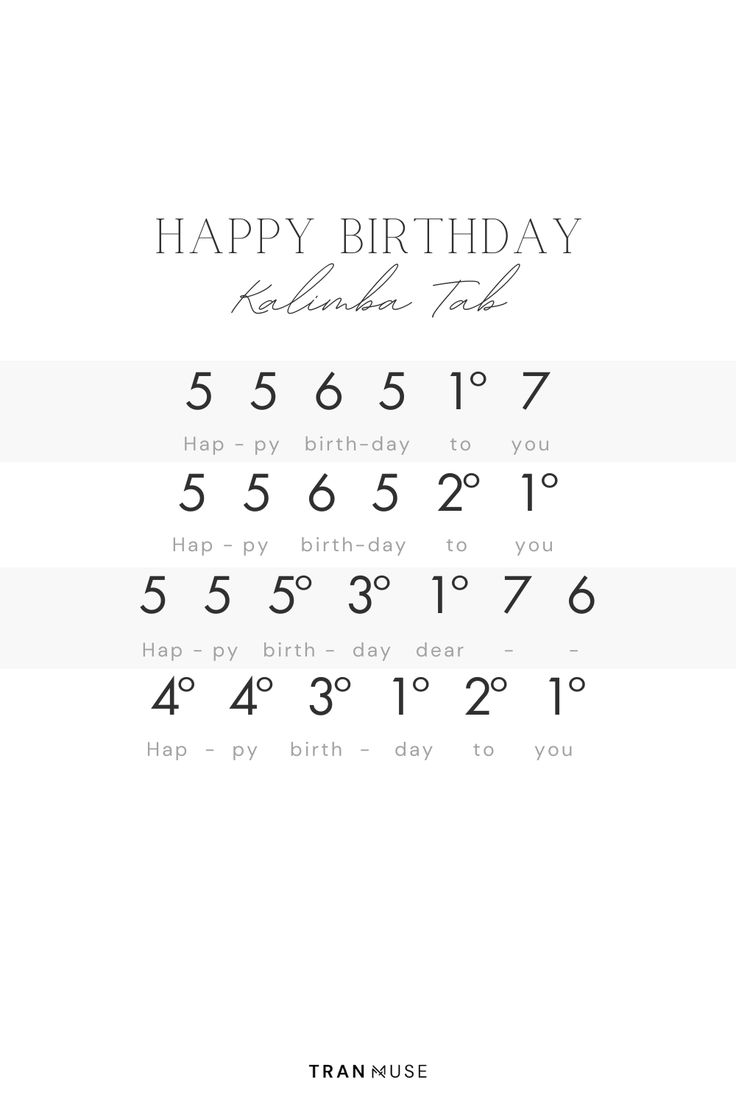 HAPPY BIRTHDAY
Kalimba Tab
5 5 6 5 1° 7
Hap - py birth-day to you
5 5 6 5 2° 1°
Hap - py birth-day to you
5 5 5° 3° 1° 7 6
Hap - py birth - day dear - -
4° 4° 3° 1° 2° 1°
Hap - py birth - day to you
TRAN MUSE